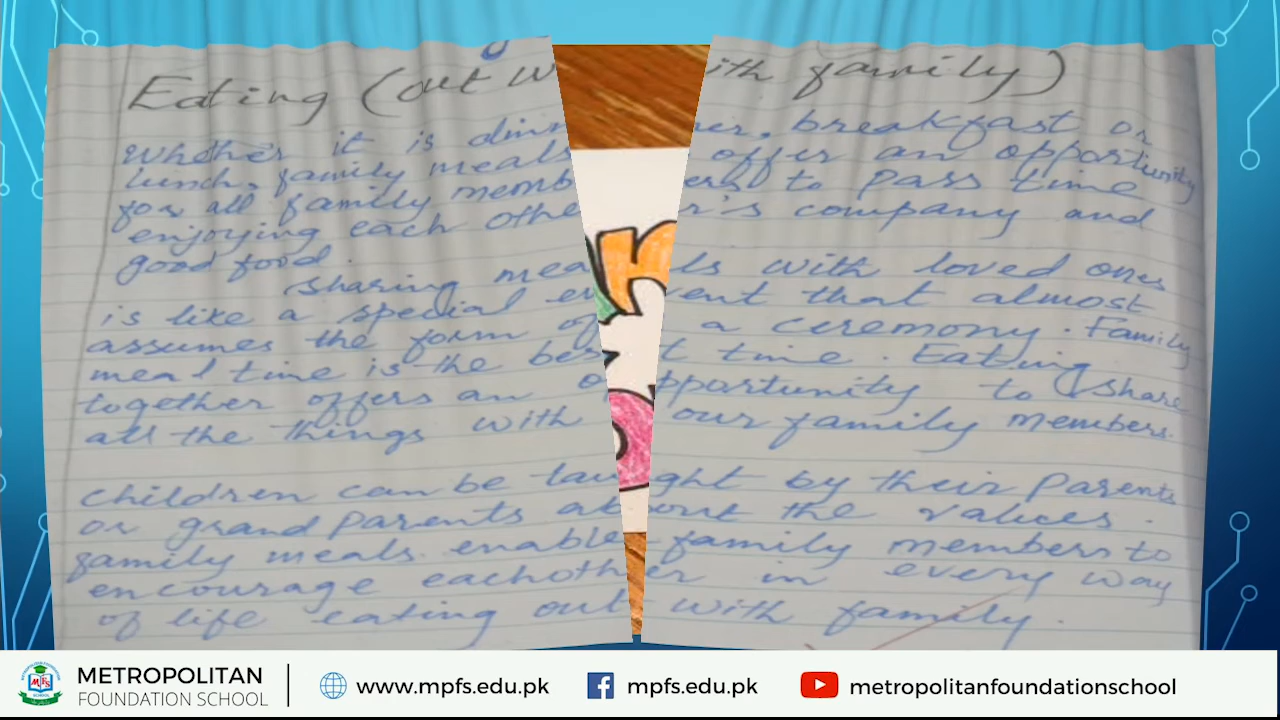 Eating (out with family)
Whether it is dinner, breakfast or
lunch, family meals offer an opportunity
for all family members to pass time
enjoying each other's company and
good food.
Sharing meals with loved ones
is like a special event that almost
assumes the form of a ceremony. Family
meal time is the best time. Eating
together offers an opportunity to share
all the things with our family members.
Children can be taught by their Parents
or grand Parents about the values.
family meals enable family members to
encourage eachother in every way
of life eating out with family.
METROPOLITAN
FOUNDATION SCHOOL
www.mpfs.edu.pk
mpfs.edu.pk
metropolitanfoundationschool